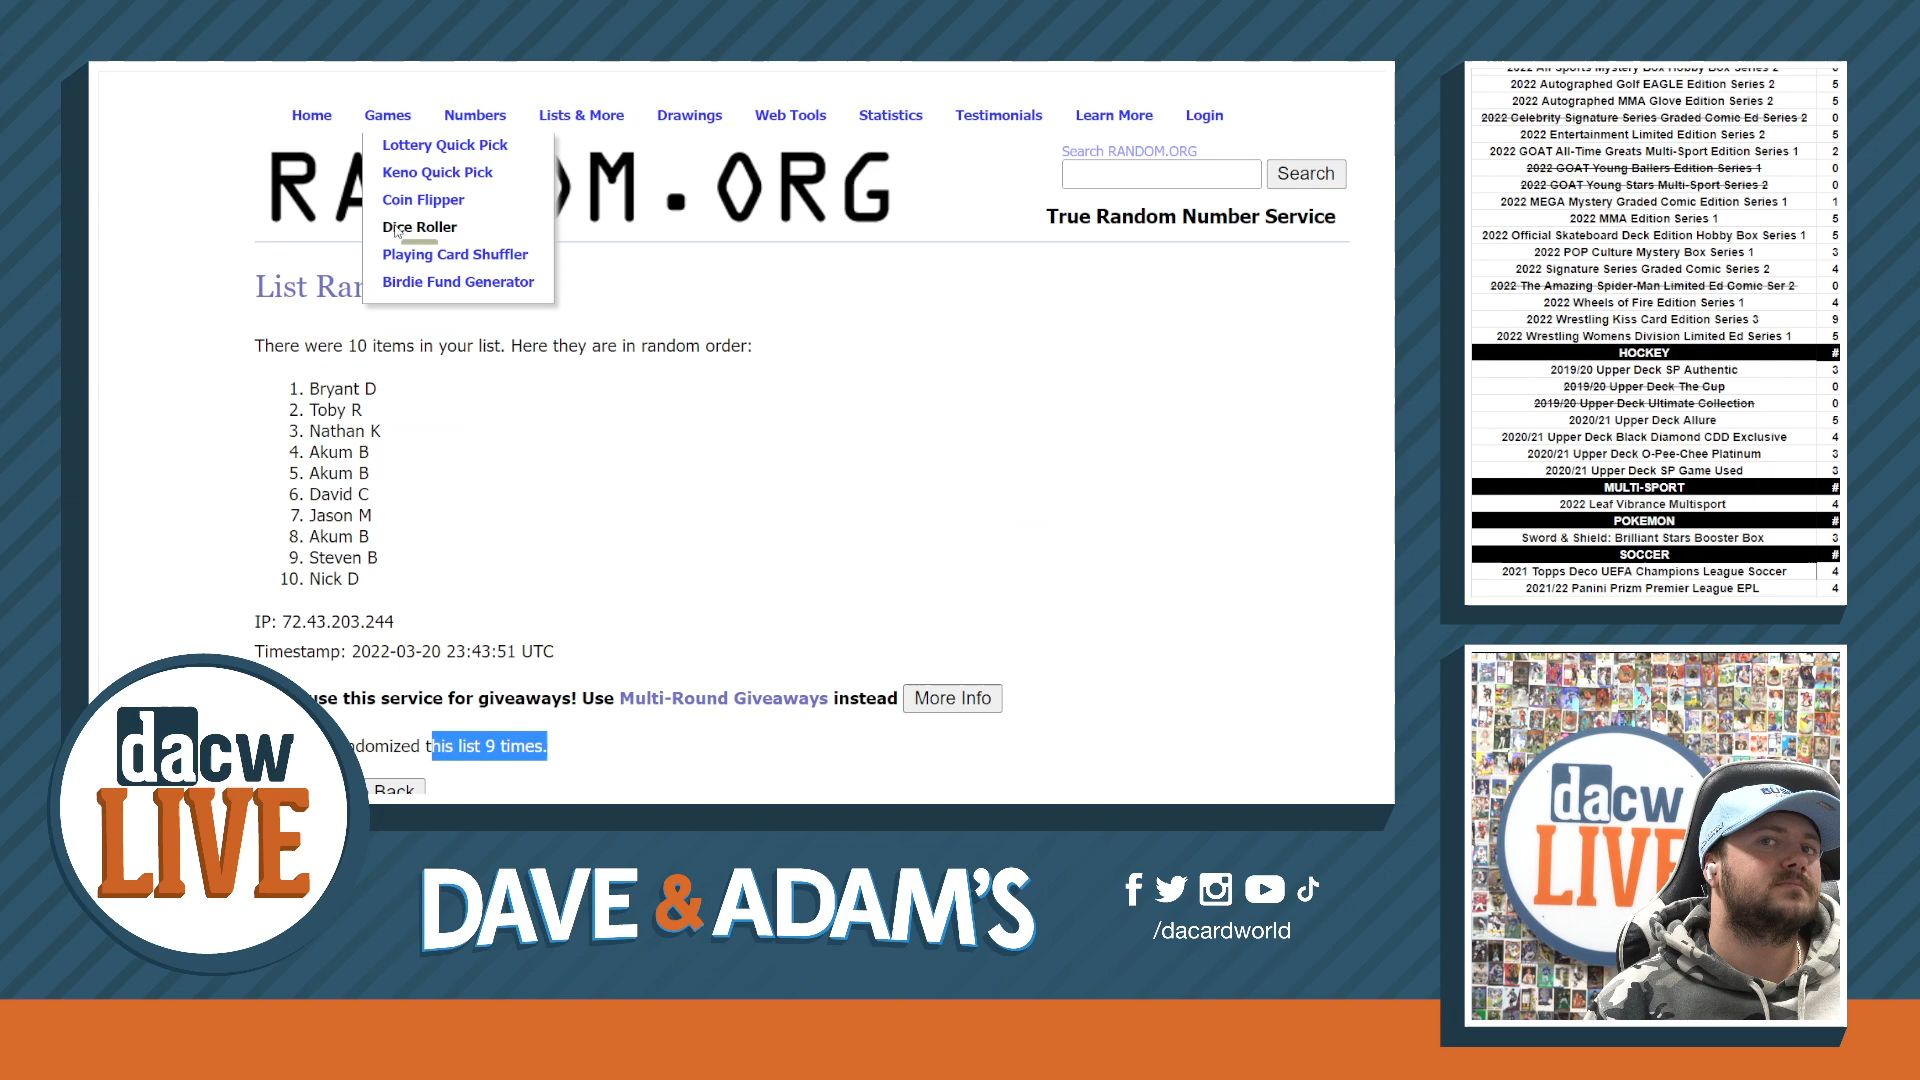 Home Games Numbers Lists & More Drawings Web Tools Statistics Testimonials Learn More Login
Lottery Quick Pick
Keno Quick Pick
Coin Flipper
Dice Roller
Playing Card Shuffler
Birdie Fund Generator
Search RANDOM.ORG
Search
True Random Number Service
There were 10 items in your list. Here they are in random order:
1. Bryant D
2. Toby R
3. Nathan K
4. Akum B
5. Akum B
6. David C
7. Jason M
8. Akum B
9. Steven B
10. Nick D
IP: 72.43.203.244
Timestamp: 2022-03-20 23:43:51 UTC
use this service for giveaways! Use Multi-Round Giveaways instead More Info
this list 9 times.
Back
dacw
LIVE
DAVE & ADAM'S
/dacardworld
2022 All Sports Mystery Box Hobby Box Series 2
2022 Autographed Golf EAGLE Edition Series 2 5
2022 Autographed MMA Glove Edition Series 2 5
2022 Celebrity Signature Series Graded Comic Ed Series 2 0
2022 Entertainment Limited Edition Series 2 5
2022 GOAT All-Time Greats Multi-Sport Edition Series 1 2
2022 GOAT Young Ballers Edition Series 1 0
2022 GOAT Young Stars Multi-Sport Series 2 0
2022 MEGA Mystery Graded Comic Edition Series 1 1
2022 MMA Edition Series 1 5
2022 Official Skateboard Deck Edition Hobby Box Series 1 5
2022 POP Culture Mystery Box Series 1 3
2022 Signature Series Graded Comic Series 2 4
2022 The Amazing Spider-Man Limited Ed Comic Ser 2 0
2022 Wheels of Fire Edition Series 1 4
2022 Wrestling Kiss Card Edition Series 3 9
2022 Wrestling Womens Division Limited Ed Series 1 5
HOCKEY #
2019/20 Upper Deck SP Authentic 3
2019/20 Upper Deck The Cup 0
2019/20 Upper Deck Ultimate Collection 0
2020/21 Upper Deck Allure 5
2020/21 Upper Deck Black Diamond CDD Exclusive 4
2020/21 Upper Deck O-Pee-Chee Platinum 3
2020/21 Upper Deck SP Game Used 3
MULTI-SPORT #
2022 Leaf Vibrance Multisport 4
POKEMON #
Sword & Shield: Brilliant Stars Booster Box 3
SOCCER #
2021 Topps Deco UEFA Champions League Soccer 4
2021/22 Panini Prizm Premier League EPL 4
dacw
LIVE